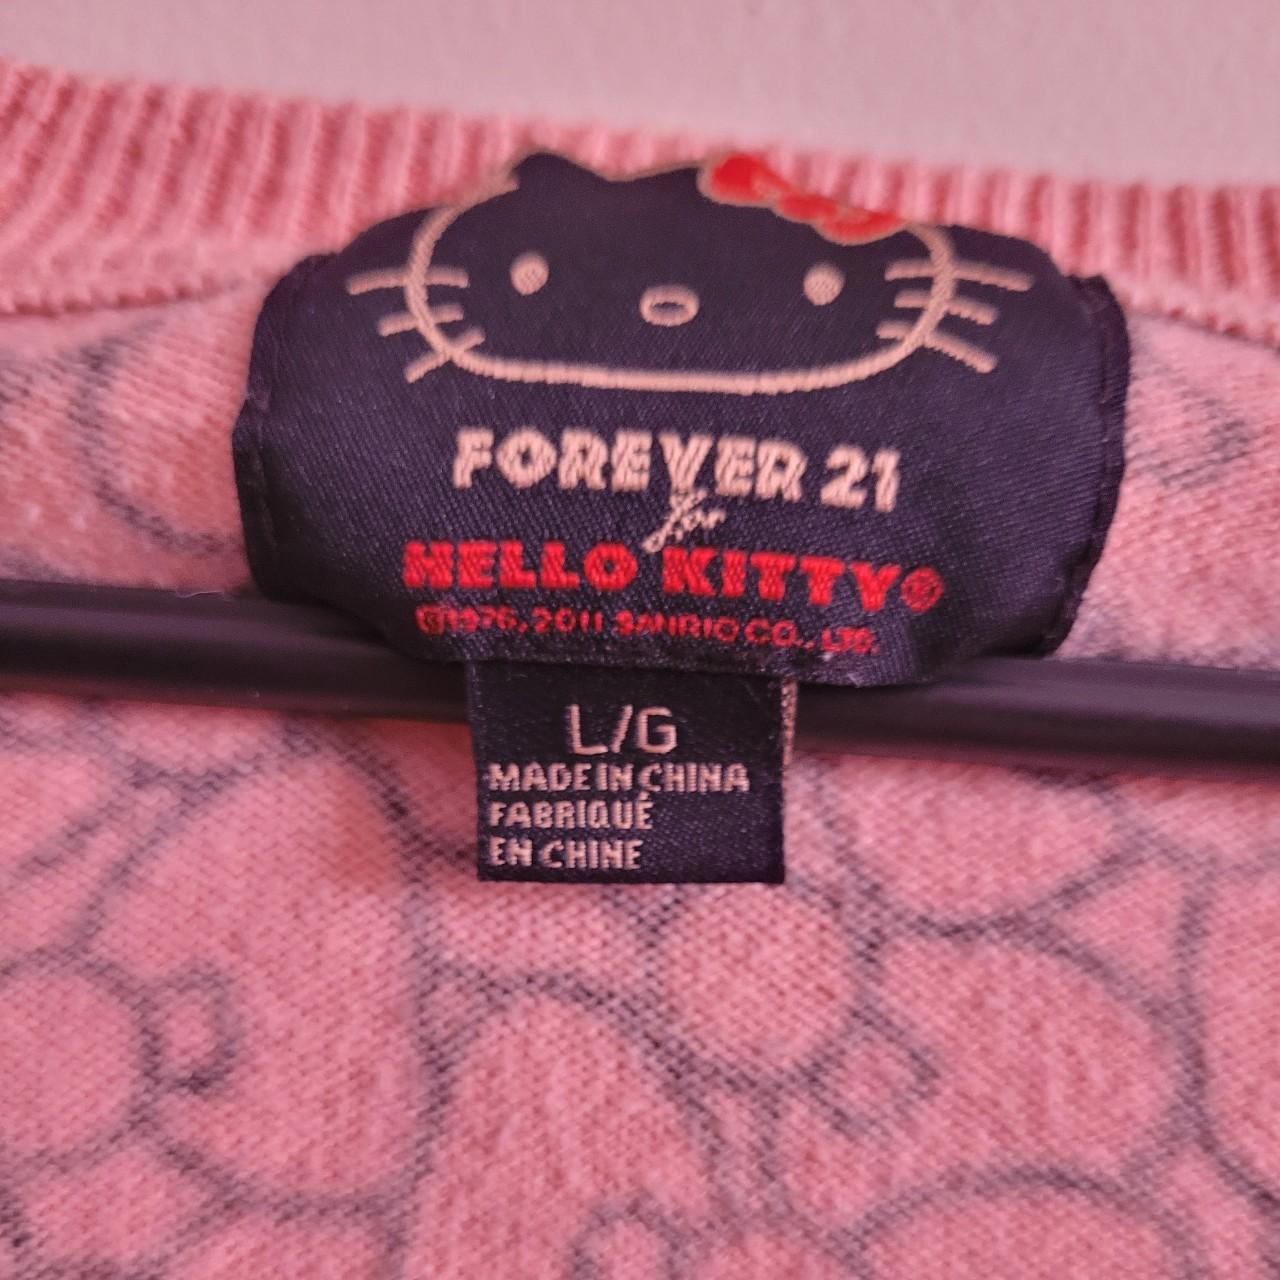 FOREVER 21
for
HELLO KITTY®
©1976, 2011 SANRIO CO., LTD.
L/G
MADE IN CHINA
FABRIQUÉ
EN CHINE